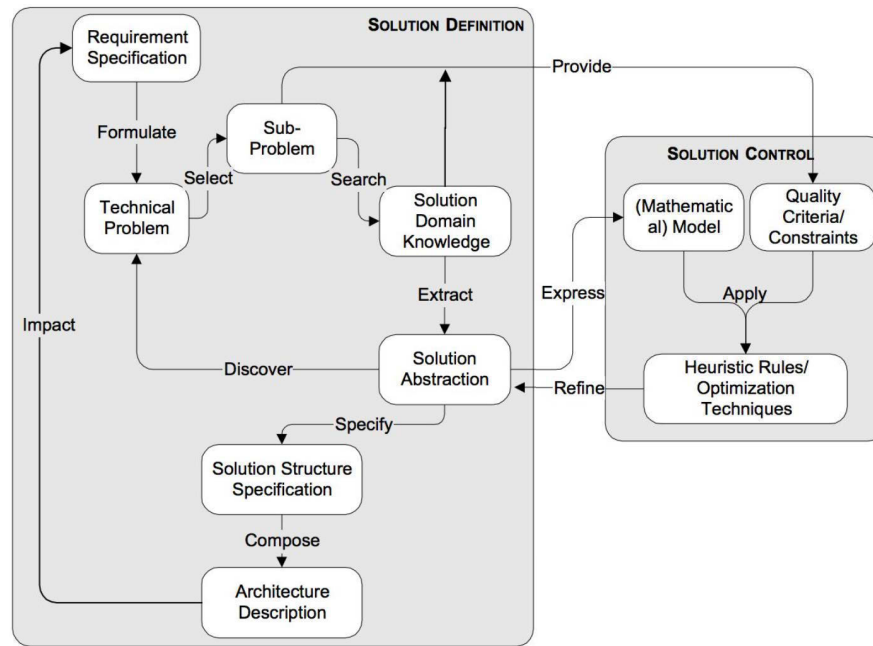 SOLUTION DEFINITION
Requirement
Specification
Provide
Formulate
Sub-
Problem
SOLUTION CONTROL
Select
Search
Technical
Problem
Solution
Domain
Knowledge
(Mathematic
al) Model
Quality
Criteria/
Constraints
Extract
Express
Apply
Impact
Discover
Solution
Abstraction
Refine
Heuristic Rules/
Optimization
Techniques
Specify
Solution Structure
Specification
Compose
Architecture
Description